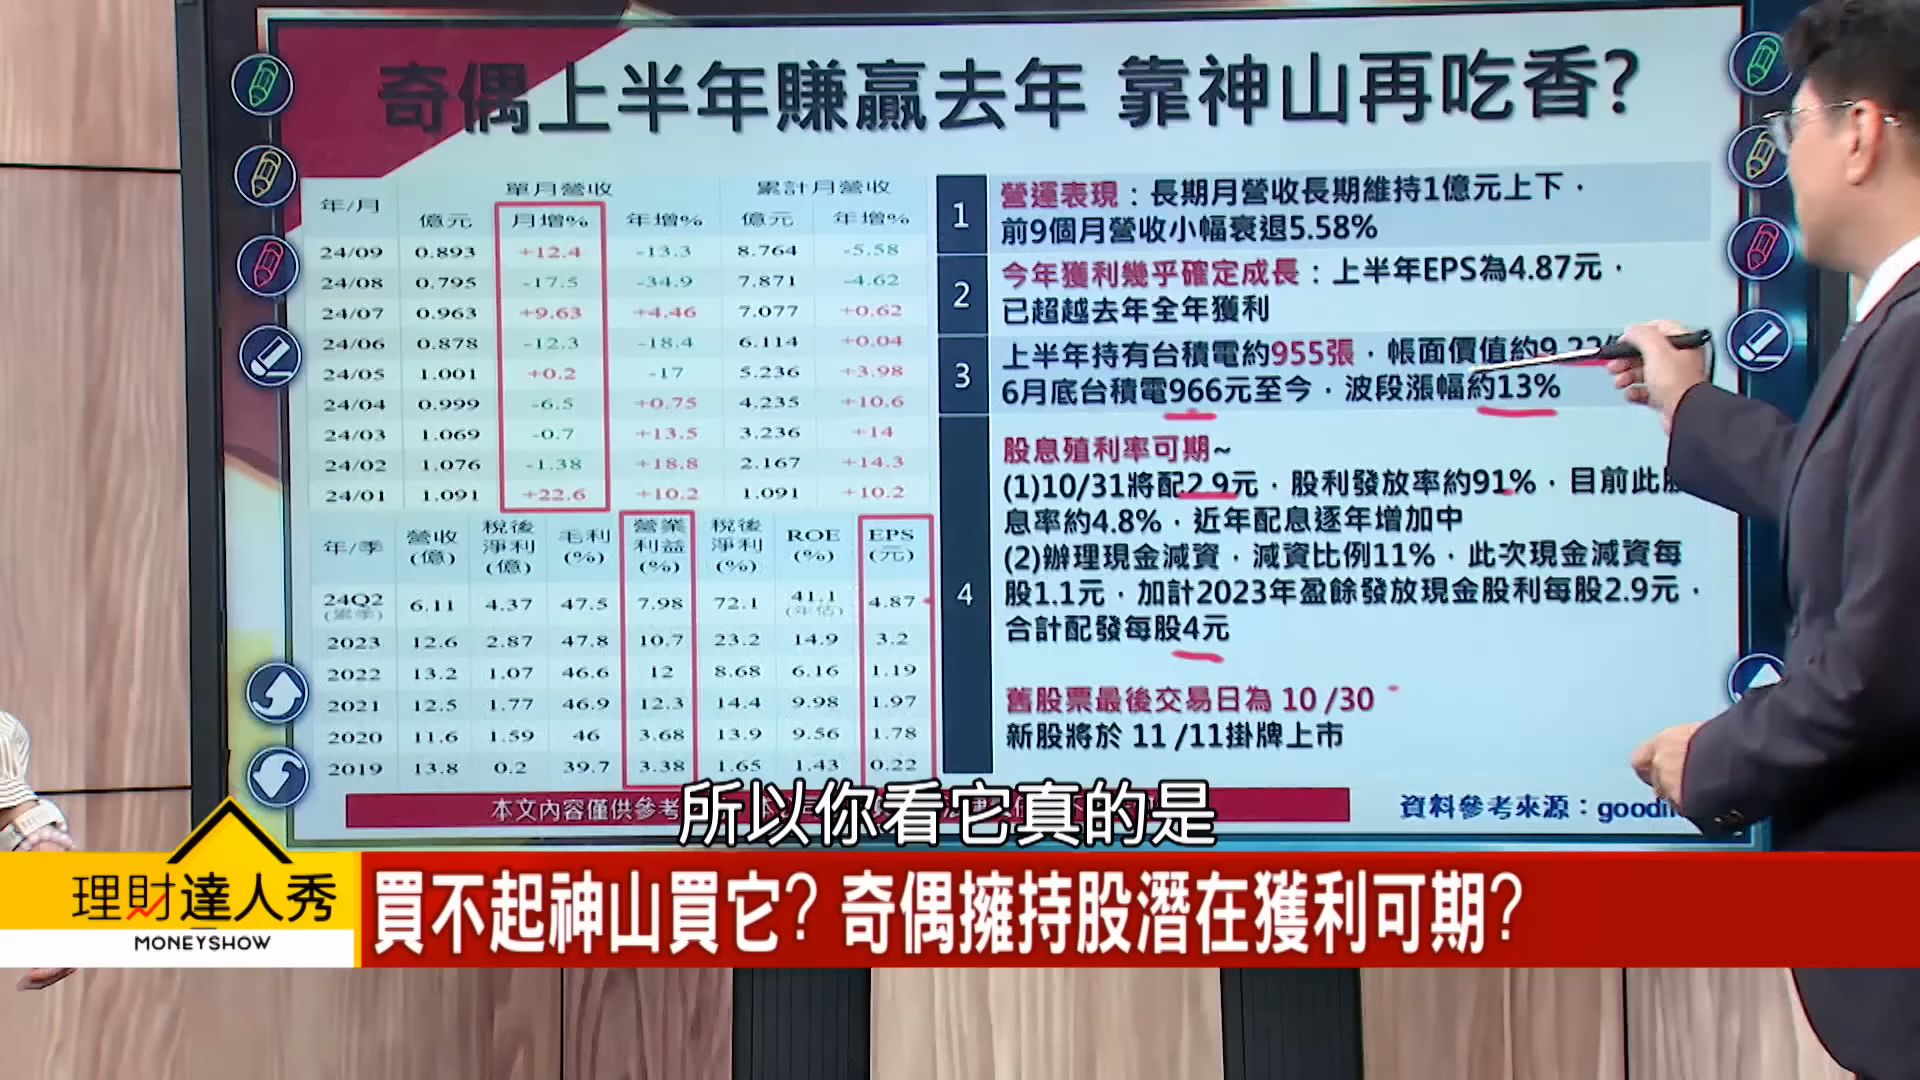 奇偶上半年賺贏去年 靠神山再吃香?
年/月 單月營收 累計月營收
億元 月增% 年增% 億元 年增%
24/09 0.893 +12.4 -13.3 8.764 -5.58
24/08 0.795 -17.5 -34.9 7.871 -4.62
24/07 0.963 +9.63 +4.46 7.077 +0.62
24/06 0.878 -12.3 -18.4 6.114 +0.04
24/05 1.001 +0.2 -17 5.236 +3.98
24/04 0.999 -6.5 +0.75 4.235 +10.6
24/03 1.069 -0.7 +13.5 3.236 +14
24/02 1.076 -1.38 +18.8 2.167 +14.3
24/01 1.091 +22.6 +10.2 1.091 +10.2
年/季 營收(億) 稅後淨利(億) 毛利(%) 營業利益(%) 稅後淨利(%) ROE(%) EPS(元)
24Q2(累季) 6.11 4.37 47.5 7.98 72.1 41.1(年估) 4.87
2023 12.6 2.87 47.8 10.7 23.2 14.9 3.2
2022 13.2 1.07 46.6 12 8.68 6.16 1.19
2021 12.5 1.77 46.9 12.3 14.4 9.98 1.97
2020 11.6 1.59 46 3.68 13.9 9.56 1.78
2019 13.8 0.2 39.7 3.38 1.65 1.43 0.22
1 營運表現：長期月營收長期維持1億元上下，
前9個月營收小幅衰退5.58%
2 今年獲利幾乎確定成長：上半年EPS為4.87元，
已超越去年全年獲利
3 上半年持有台積電約955張，帳面價值約
6月底台積電966元至今，波段漲幅約13%
4 股息殖利率可期~
(1)10/31將配2.9元，股利發放率約91%，目前此股
息率約4.8%，近年配息逐年增加中
(2)辦理現金減資，減資比例11%，此次現金減資每
股1.1元，加計2023年盈餘發放現金股利每股2.9元，
合計配發每股4元
舊股票最後交易日為 10 /30
新股將於 11 /11掛牌上市
本文內容僅供參考
資料參考來源：
所以你看它真的是
理財達人秀
MONEYSHOW
買不起神山買它? 奇偶擁持股潛在獲利可期?